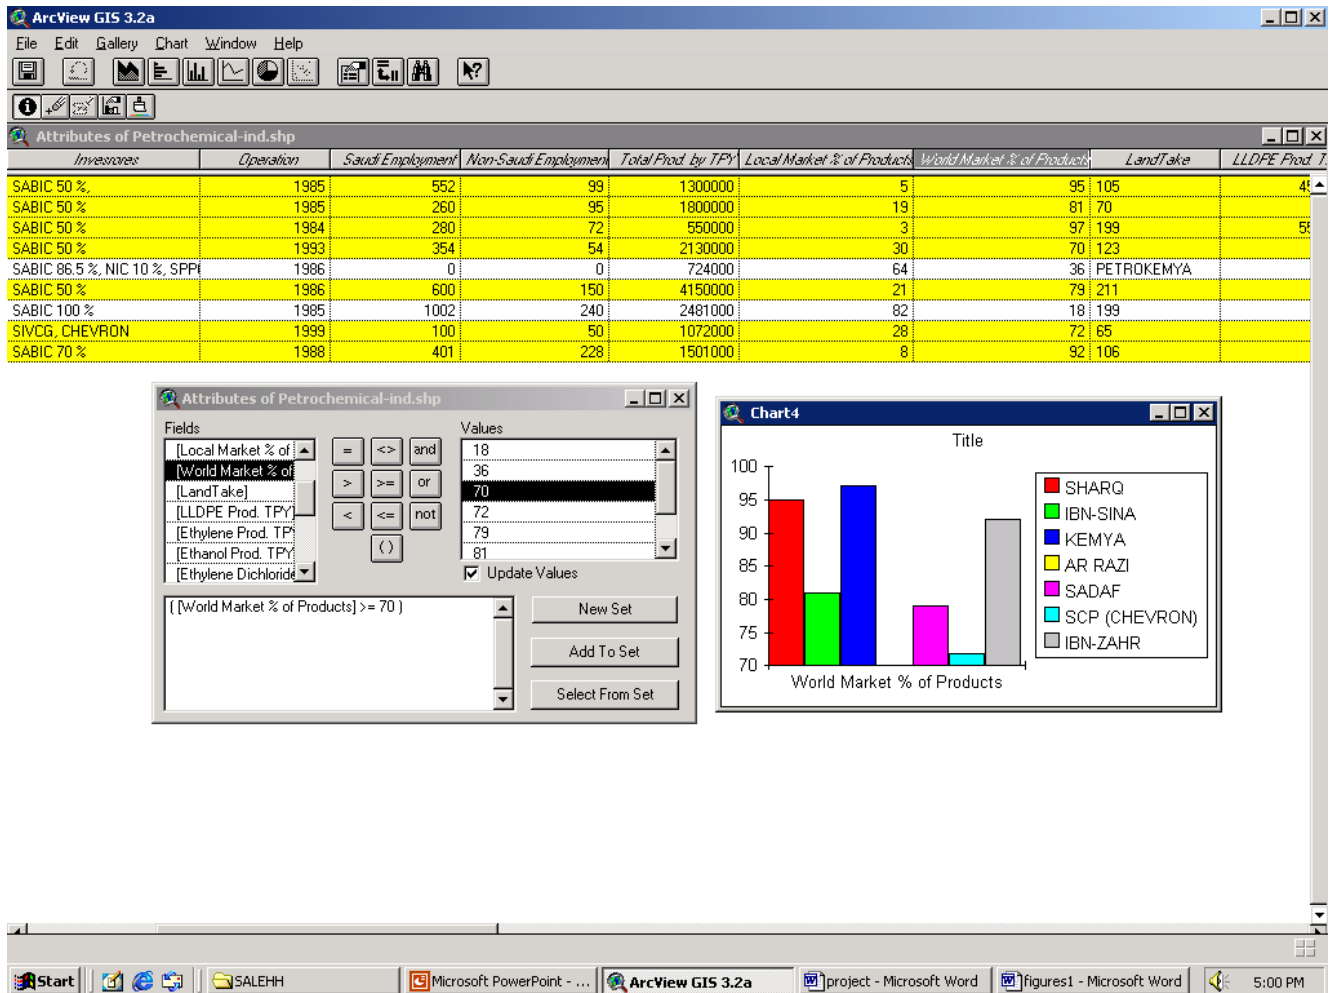 ArcView GIS 3.2a
File Edit Gallery Chart Window Help
Attributes of Petrochemical-ind.shp
Investores Operation Saudi Employment Non-Saudi Employment Total Prod. by TPY Local Market % of Products World Market % of Products LandTake LLDPE Prod. T
SABIC 50 %, 1985 552 99 1300000 5 95 105 45
SABIC 50 % 1985 260 95 1800000 19 81 70
SABIC 50 % 1984 280 72 550000 3 97 199 55
SABIC 50 % 1993 354 54 2130000 30 70 123
SABIC 86.5 %, NIC 10 %, SPP 1986 0 0 724000 64 36 PETROKEMYA
SABIC 50 % 1986 600 150 4150000 21 79 211
SABIC 100 % 1985 1002 240 2481000 82 18 199
SIVCG, CHEVRON 1999 100 50 1072000 28 72 65
SABIC 70 % 1988 401 228 1501000 8 92 106
Attributes of Petrochemical-ind.shp
Fields
[Local Market % of
[World Market % of
[LandTake]
[LLDPE Prod. TPY]
[Ethylene Prod. TP
[Ethanol Prod. TPY
[Ethylene Dichloride
= <> and
> >= or
< <= not
( )
Values
18
36
70
72
79
81
Update Values
( [World Market % of Products] >= 70 )
New Set
Add To Set
Select From Set
Chart4
Title
100
95
90
85
80
75
70
World Market % of Products
SHARQ
IBN-SINA
KEMYA
AR RAZI
SADAF
SCP (CHEVRON)
IBN-ZAHR
Start SALEHH Microsoft PowerPoint - ... ArcView GIS 3.2a project - Microsoft Word figures1 - Microsoft Word 5:00 PM